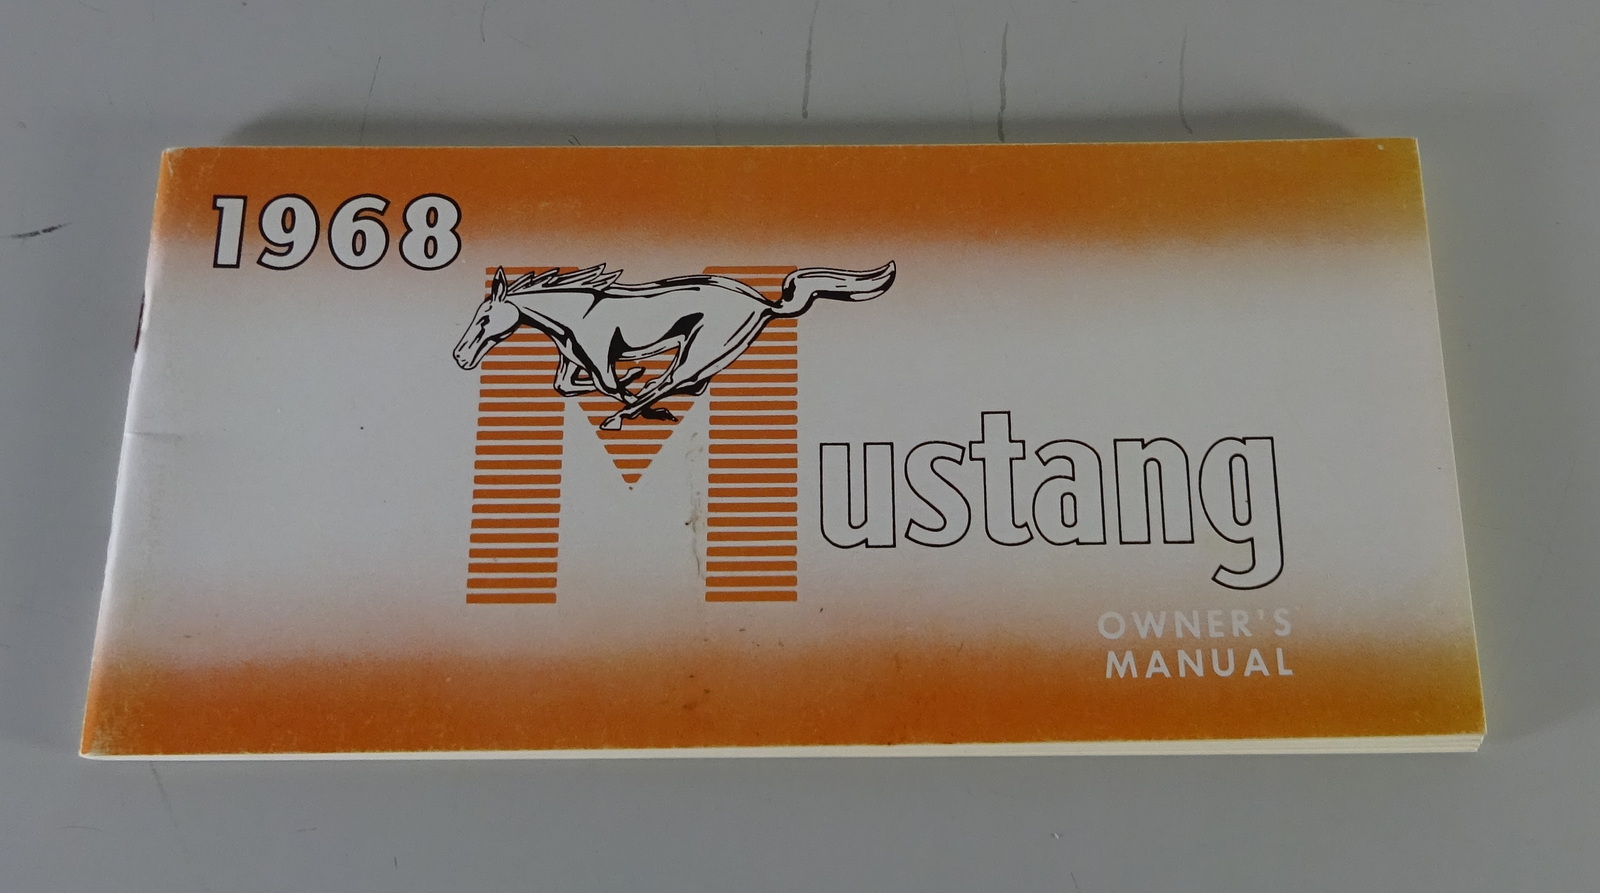 1968
Mustang
OWNER'S
MANUAL